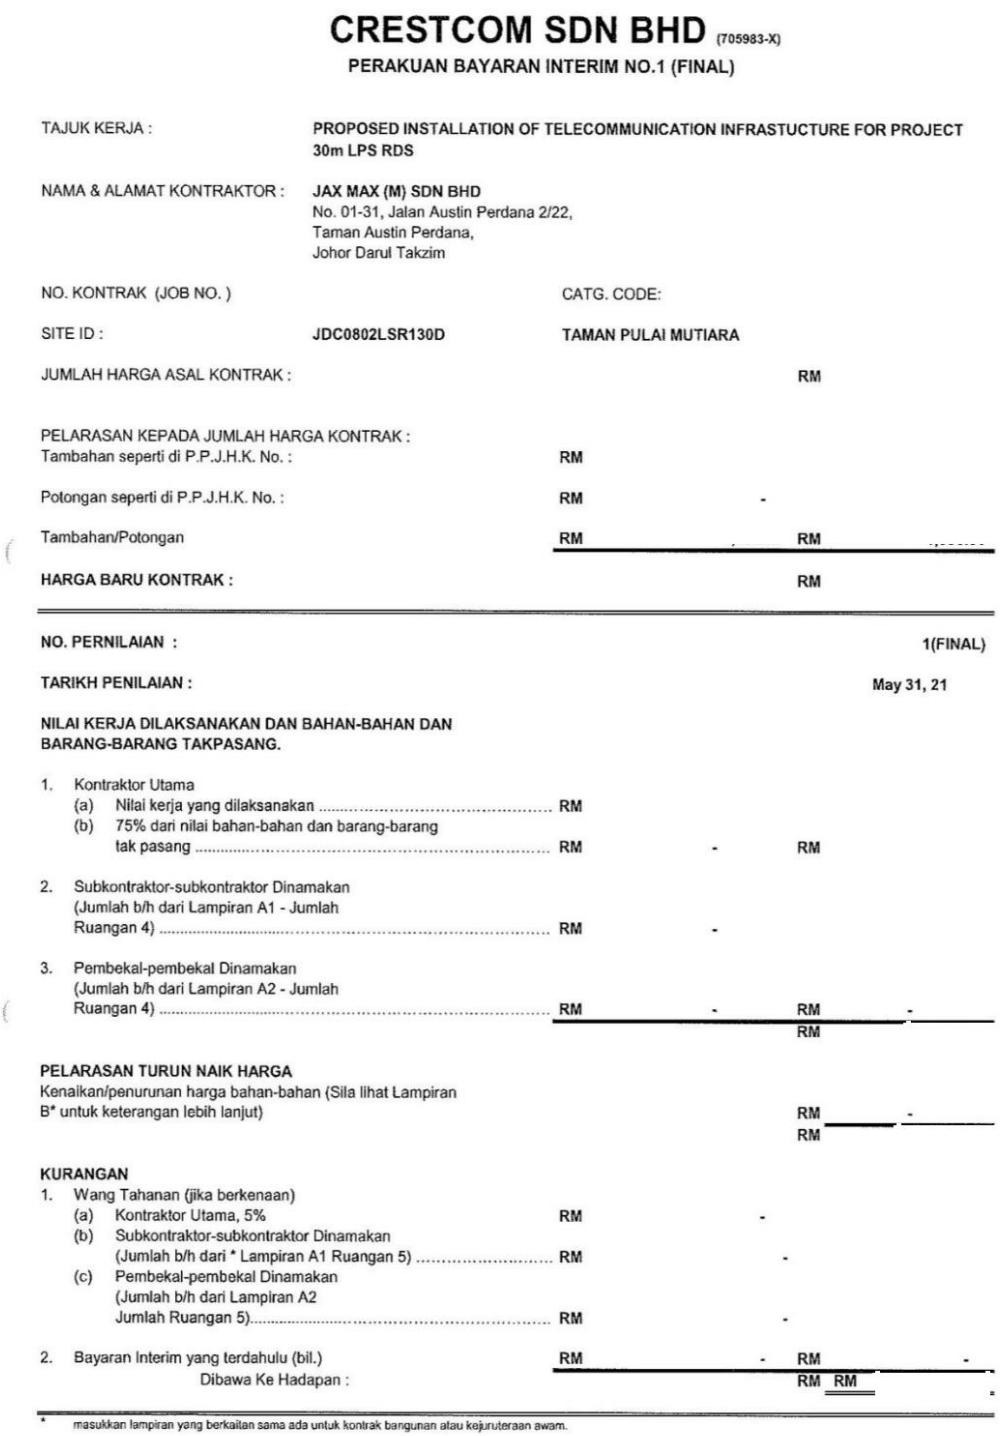 CRESTCOM SDN BHD (705983-X)
PERAKUAN BAYARAN INTERIM NO.1 (FINAL)
TAJUK KERJA : PROPOSED INSTALLATION OF TELECOMMUNICATION INFRASTUCTURE FOR PROJECT
30m LPS RDS
NAMA & ALAMAT KONTRAKTOR : JAX MAX (M) SDN BHD
No. 01-31, Jalan Austin Perdana 2/22,
Taman Austin Perdana,
Johor Darul Takzim
NO. KONTRAK (JOB NO. ) CATG. CODE:
SITE ID : JDC0802LSR130D TAMAN PULAI MUTIARA
JUMLAH HARGA ASAL KONTRAK : RM
PELARASAN KEPADA JUMLAH HARGA KONTRAK :
Tambahan seperti di P.P.J.H.K. No. : RM
Potongan seperti di P.P.J.H.K. No. : RM -
Tambahan/Potongan RM RM
HARGA BARU KONTRAK : RM
NO. PERNILAIAN : 1(FINAL)
TARIKH PENILAIAN : May 31, 21
NILAI KERJA DILAKSANAKAN DAN BAHAN-BAHAN DAN
BARANG-BARANG TAKPASANG.
1. Kontraktor Utama
(a) Nilai kerja yang dilaksanakan ........ RM
(b) 75% dari nilai bahan-bahan dan barang-barang
tak pasang ........ RM - RM
2. Subkontraktor-subkontraktor Dinamakan
(Jumlah b/h dari Lampiran A1 - Jumlah
Ruangan 4) ........ RM -
3. Pembekal-pembekal Dinamakan
(Jumlah b/h dari Lampiran A2 - Jumlah
Ruangan 4) ........ RM - RM -
RM
PELARASAN TURUN NAIK HARGA
Kenaikan/penurunan harga bahan-bahan (Sila lihat Lampiran
B* untuk keterangan lebih lanjut) RM -
RM
KURANGAN
1. Wang Tahanan (jika berkenaan)
(a) Kontraktor Utama, 5% RM -
(b) Subkontraktor-subkontraktor Dinamakan
(Jumlah b/h dari * Lampiran A1 Ruangan 5) ........ RM -
(c) Pembekal-pembekal Dinamakan
(Jumlah b/h dari Lampiran A2
Jumlah Ruangan 5)........ RM -
2. Bayaran Interim yang terdahulu (bil.) RM - RM -
Dibawa Ke Hadapan : RM RM -
* masukkan lampiran yang berkaitan sama ada untuk kontrak bangunan atau kejuruteraan awam.